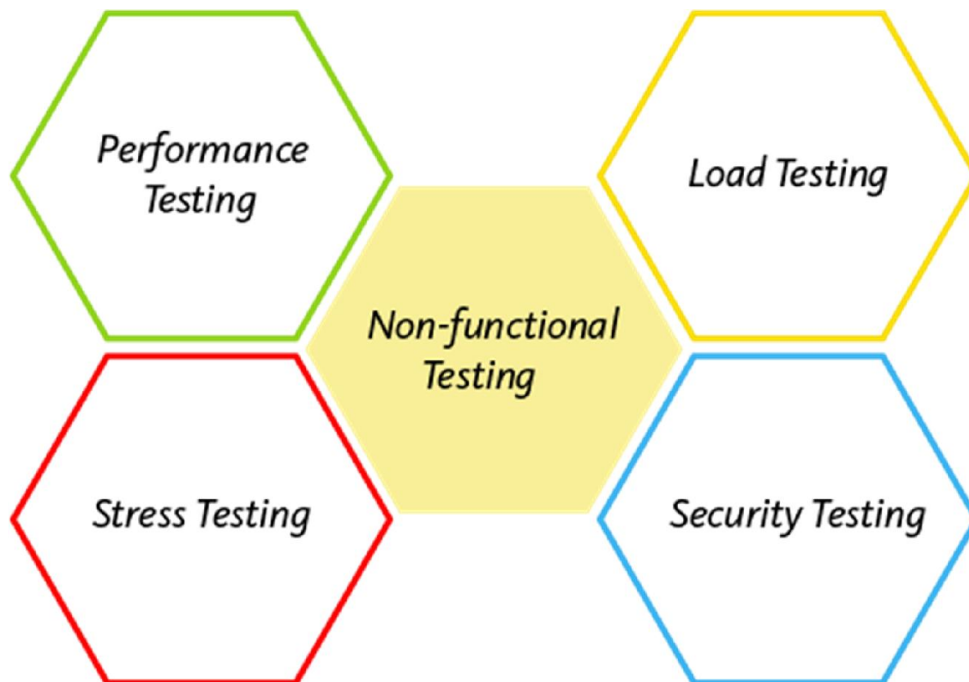 Performance
Testing
Load Testing
Non-functional
Testing
Stress Testing
Security Testing